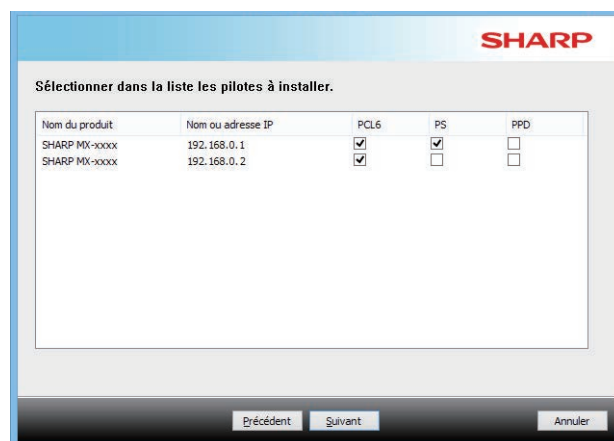 SHARP
Sélectionner dans la liste les pilotes à installer.
Nom du produit Nom ou adresse IP PCL6 PS PPD
SHARP MX-xxxx 192.168.0.1
SHARP MX-xxxx 192.168.0.2
Précédent Suivant Annuler